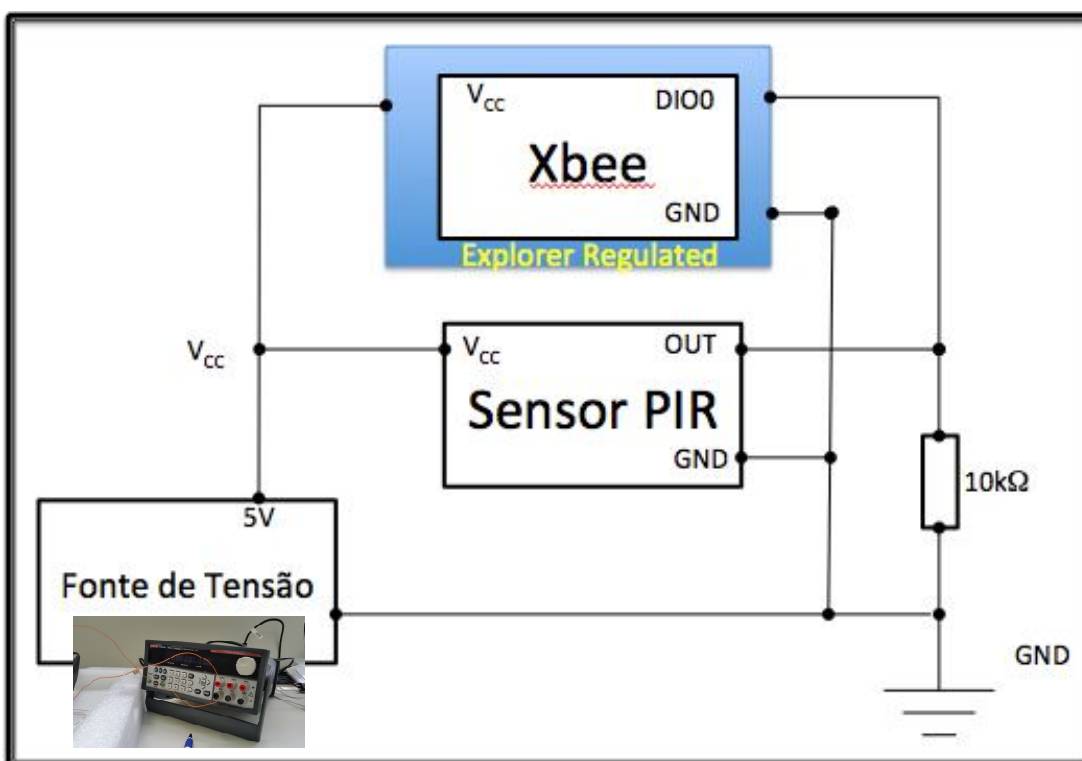 VCC DIO0
Xbee
GND
Explorer Regulated
VCC
VCC OUT
Sensor PIR
GND
10kΩ
5V
Fonte de Tensão
GND